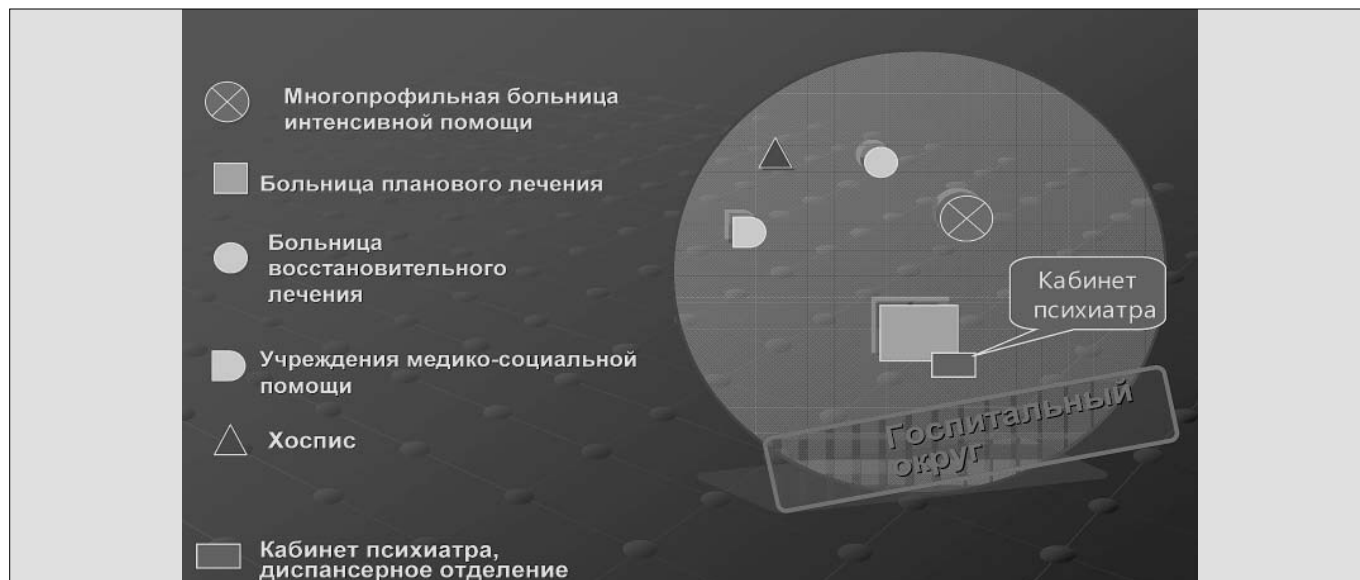 Многопрофильная больница
интенсивной помощи
Больница планового лечения
Больница
восстановительного
лечения
Учреждения медико-социальной
помощи
Хоспис
Кабинет психиатра,
диспансерное отделение
Кабинет
психиатра
Госпитальный
округ